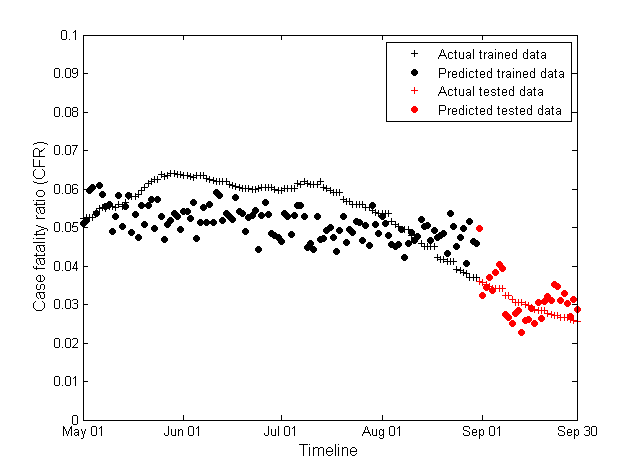 0.1
0.09
0.08
0.07
0.06
0.05
0.04
0.03
0.02
0.01
0
Case fatality ratio (CFR)
Actual trained data
Predicted trained data
Actual tested data
Predicted tested data
May 01 Jun 01 Jul 01 Aug 01 Sep 01 Sep 30
Timeline